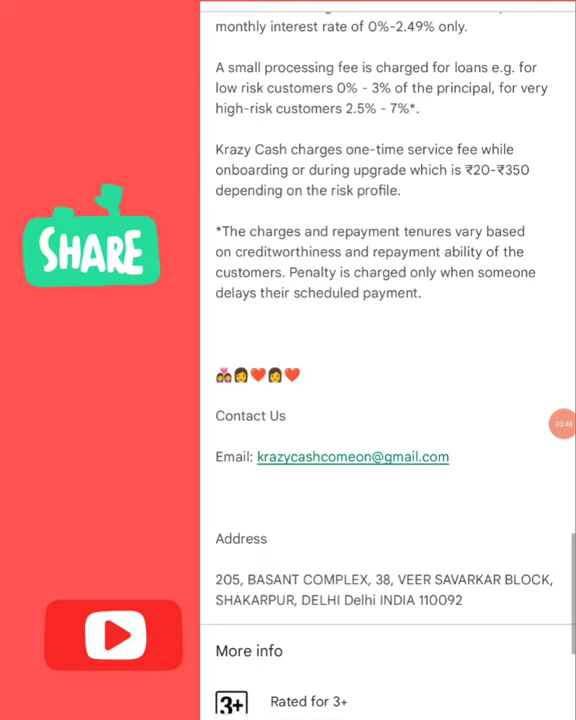 monthly interest rate of 0%-2.49% only.
A small processing fee is charged for loans e.g. for
low risk customers 0% - 3% of the principal, for very
high-risk customers 2.5% - 7%*.
Krazy Cash charges one-time service fee while
onboarding or during upgrade which is ₹20-₹350
depending on the risk profile.
*The charges and repayment tenures vary based
on creditworthiness and repayment ability of the
customers. Penalty is charged only when someone
delays their scheduled payment.
SHARE
Contact Us
03:48
Email: krazycashcomeon@gmail.com
Address
205, BASANT COMPLEX, 38, VEER SAVARKAR BLOCK,
SHAKARPUR, DELHI Delhi INDIA 110092
More info
3+ Rated for 3+